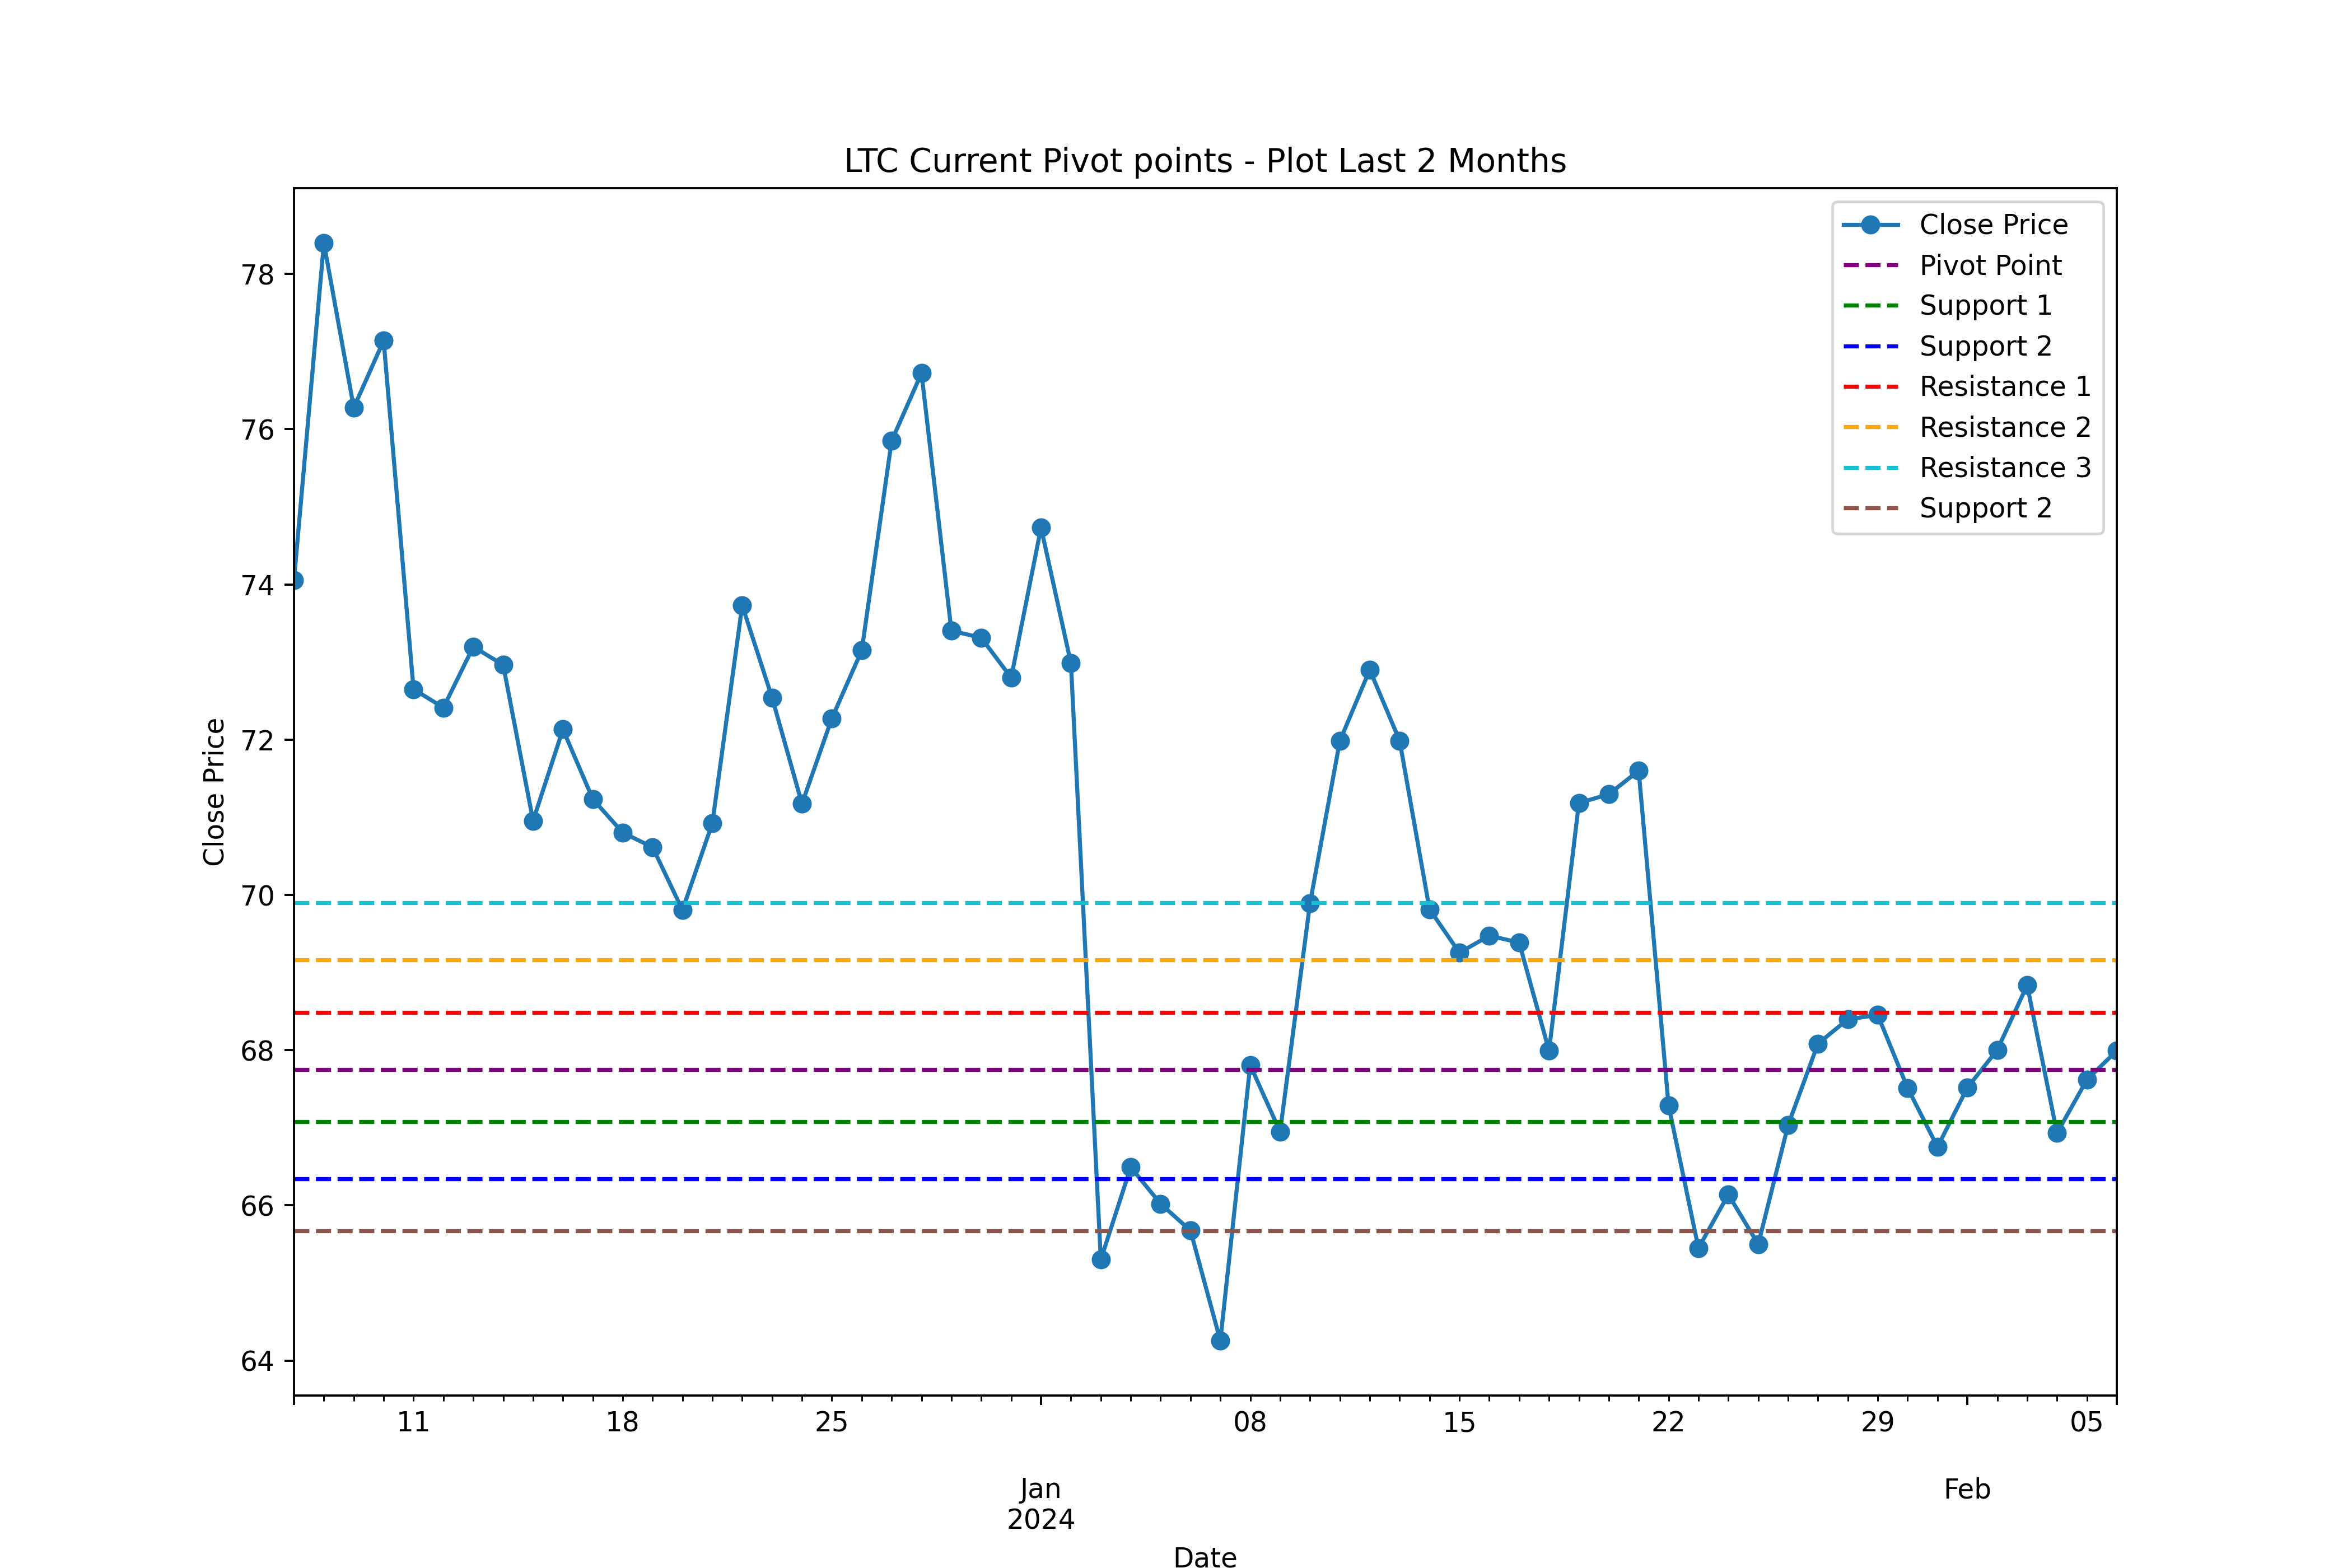 LTC Current Pivot points - Plot Last 2 Months
Close Price
Pivot Point
Support 1
Support 2
Resistance 1
Resistance 2
Resistance 3
Support 2
78
76
74
72
70
68
66
64
Close Price
11
18
25
08
15
22
29
05
Jan
2024
Feb
Date